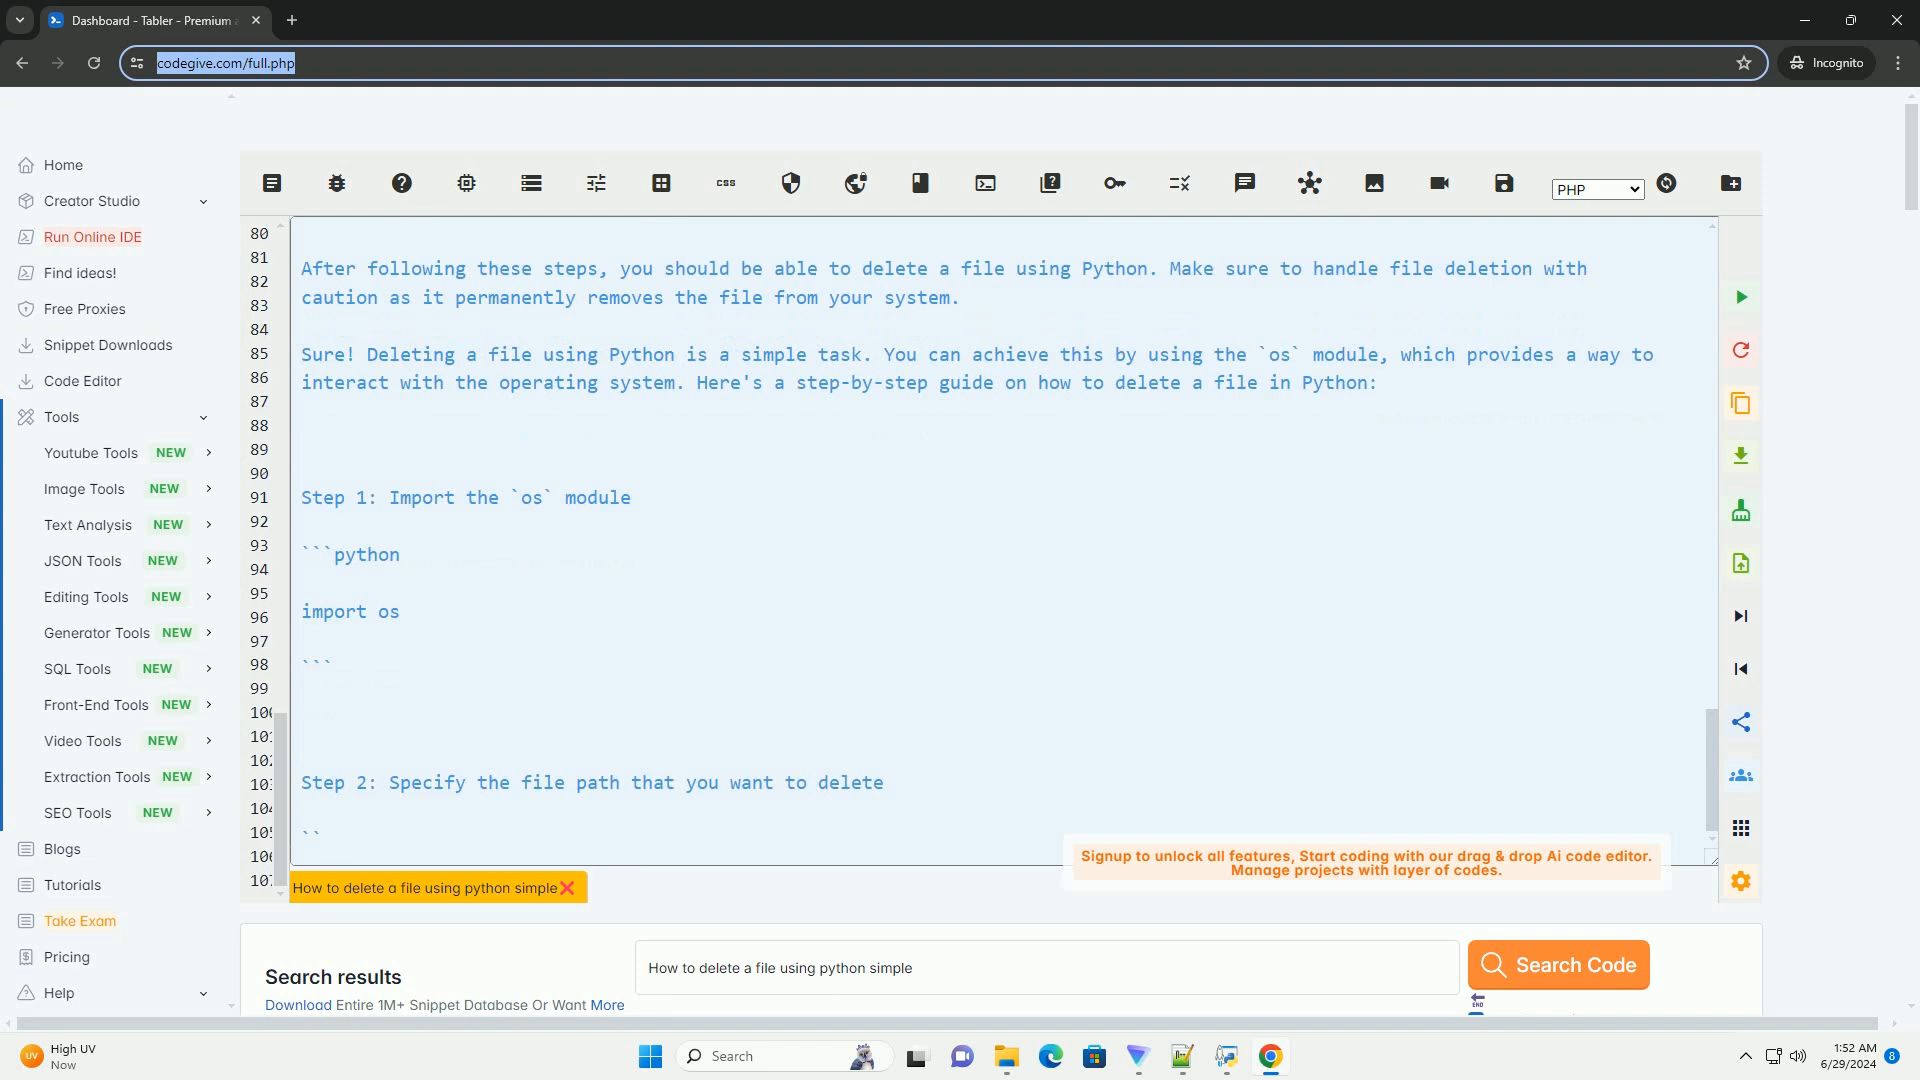 Dashboard - Tabler - Premium
codegive.com/full.php
Incognito
Home
Creator Studio
Run Online IDE
Find ideas!
Free Proxies
Snippet Downloads
Code Editor
Tools
Youtube Tools NEW
Image Tools NEW
Text Analysis NEW
JSON Tools NEW
Editing Tools NEW
Generator Tools NEW
SQL Tools NEW
Front-End Tools NEW
Video Tools NEW
Extraction Tools NEW
SEO Tools NEW
Blogs
Tutorials
Take Exam
Pricing
Help
css
PHP
80
81
82
83
84
85
86
87
88
89
90
91
92
93
94
95
96
97
98
99
After following these steps, you should be able to delete a file using Python. Make sure to handle file deletion with
caution as it permanently removes the file from your system.
Sure! Deleting a file using Python is a simple task. You can achieve this by using the `os` module, which provides a way to
interact with the operating system. Here's a step-by-step guide on how to delete a file in Python:
Step 1: Import the `os` module
```python
import os
```
Step 2: Specify the file path that you want to delete
``
Signup to unlock all features, Start coding with our drag & drop Ai code editor.
Manage projects with layer of codes.
How to delete a file using python simple
Search results
Download Entire 1M+ Snippet Database Or Want More
How to delete a file using python simple
Search Code
END
UV
High UV
Now
Search
1:52 AM
6/29/2024
8